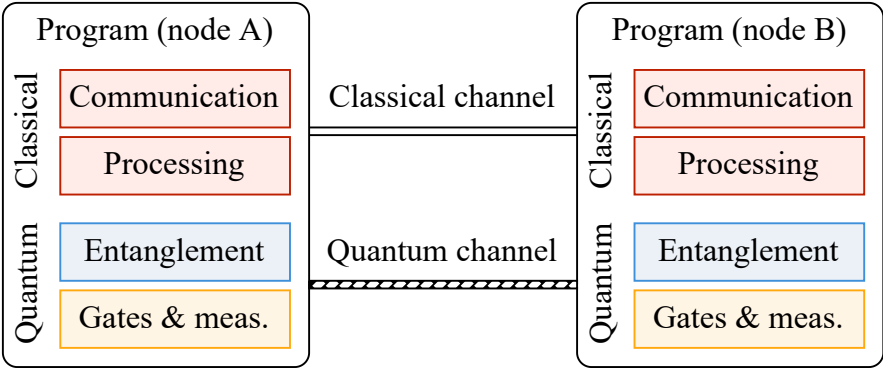 Program (node A)
Classical
Communication
Processing
Quantum
Entanglement
Gates & meas.
Classical channel
Quantum channel
Program (node B)
Classical
Communication
Processing
Quantum
Entanglement
Gates & meas.